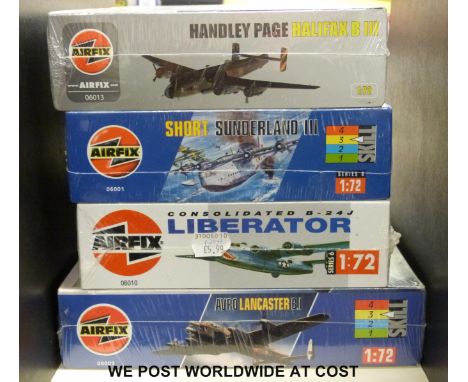 HANDLEY PAGE HALIFAX B III
AIRFIX
AIRFIX
06013
1:72
SHORT SUNDERLAND III
AIRFIX
06001
4
3
2
1
SKILL
SERIES 6
1:72
CONSOLIDATED B-24J
LIBERATOR
AIRFIX
£5.99
06010
SERIES 6
1:72
AVRO LANCASTER B.I
AIRFIX
4
3
2
1
1:72
WE POST WORLDWIDE AT COST